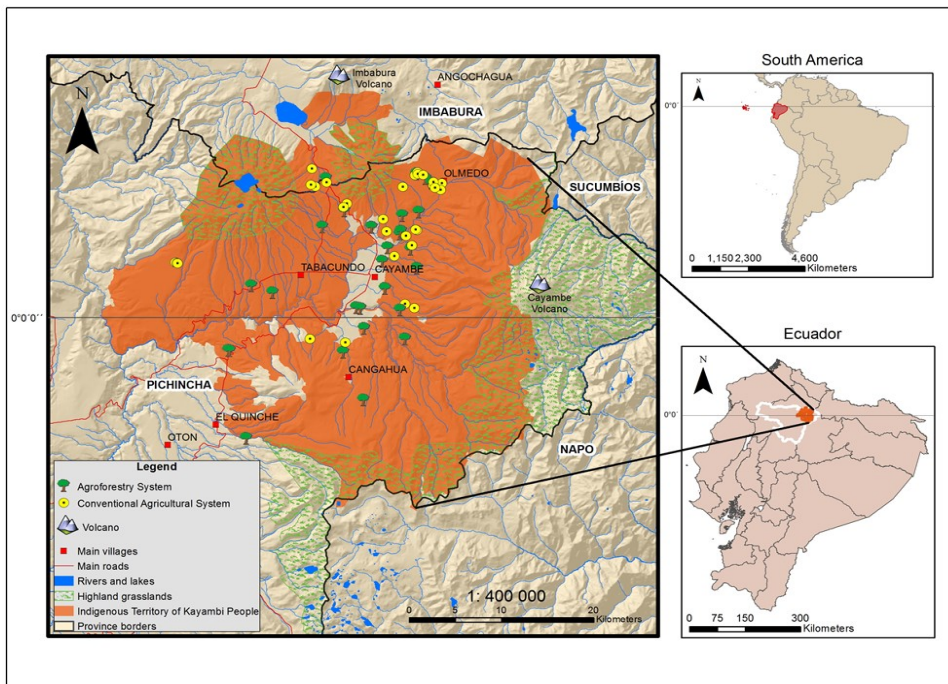 N
Imbabura
Volcano
ANGOCHAGUA
IMBABURA
OLMEDO
SUCUMBÍOS
TABACUNDO
CAYAMBE
Cayambe
Volcano
0°0'0"
CANGAHUA
PICHINCHA
EL QUINCHE
OTON
NAPO
Legend
Agroforestry System
Conventional Agricultural System
Volcano
Main villages
Main roads
Rivers and lakes
Highland grasslands
Indigenous Territory of Kayambi People
Province borders
1: 400 000
0 5 10 20
Kilometers
South America
N
0°0'
0 1,150 2,300 4,600
Kilometers
Ecuador
N
0°0'
0 75 150 300
Kilometers